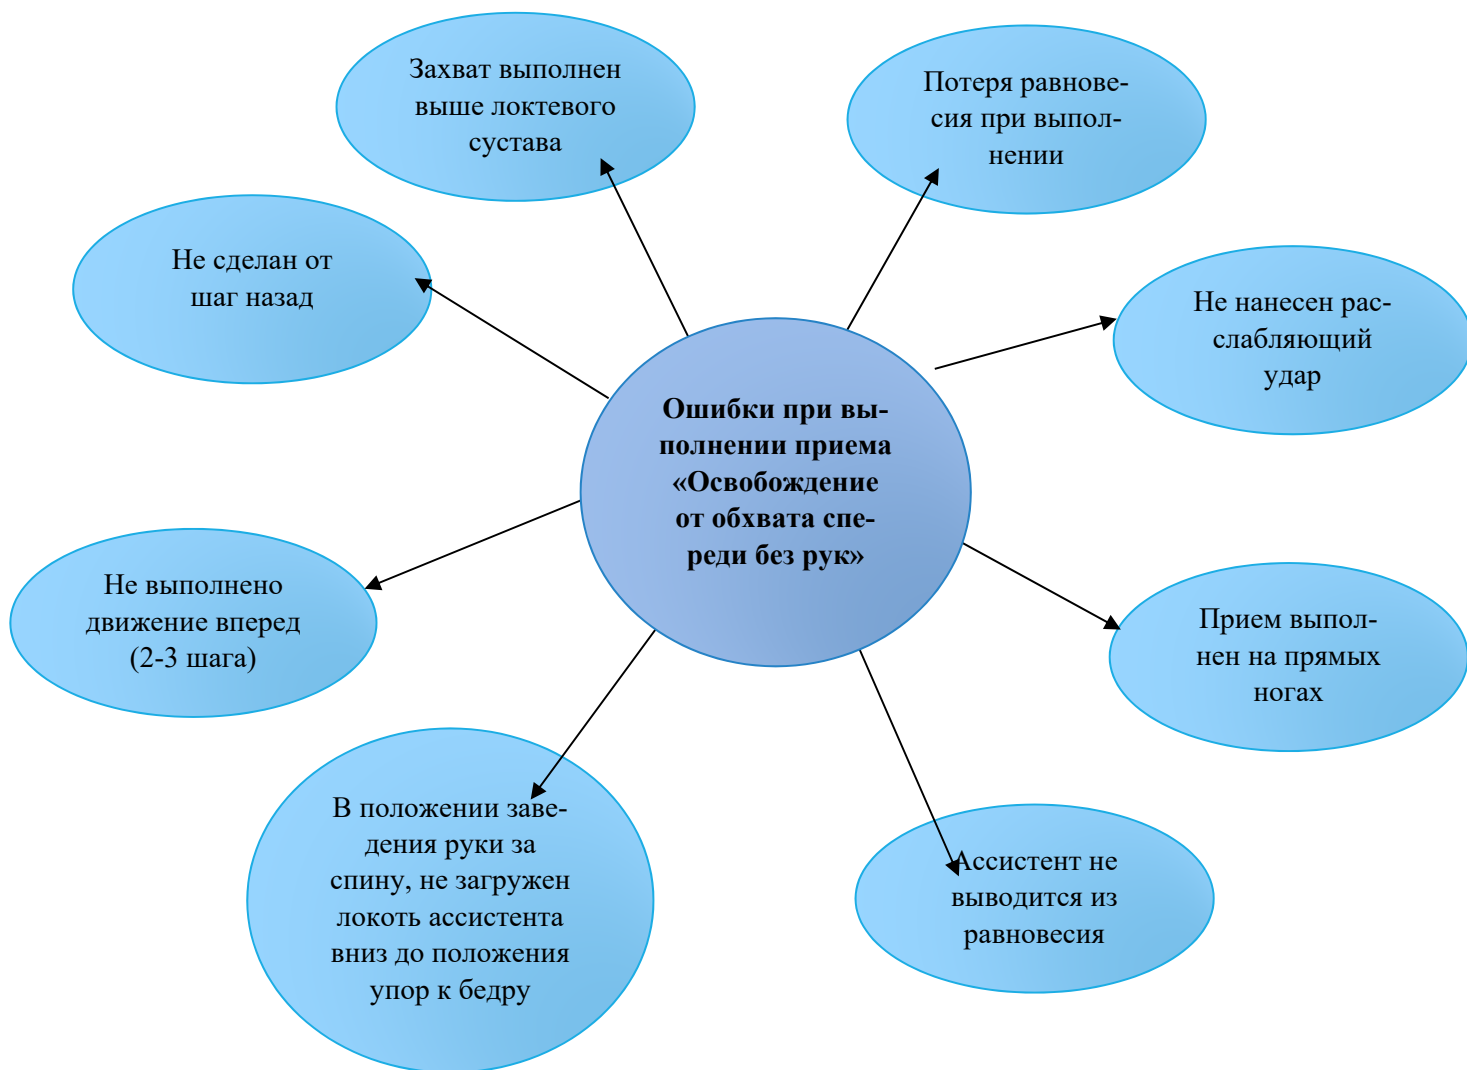 Захват выполнен
выше локтевого
сустава
Потеря равнове-
сия при выпол-
нении
Не сделан от
шаг назад
Не нанесен рас-
слабляющий
удар
Ошибки при вы-
полнении приема
«Освобождение
от обхвата спе-
реди без рук»
Не выполнено
движение вперед
(2-3 шага)
Прием выпол-
нен на прямых
ногах
В положении заве-
дения руки за
спину, не загружен
локоть ассистента
вниз до положения
упор к бедру
Ассистент не
выводится из
равновесия